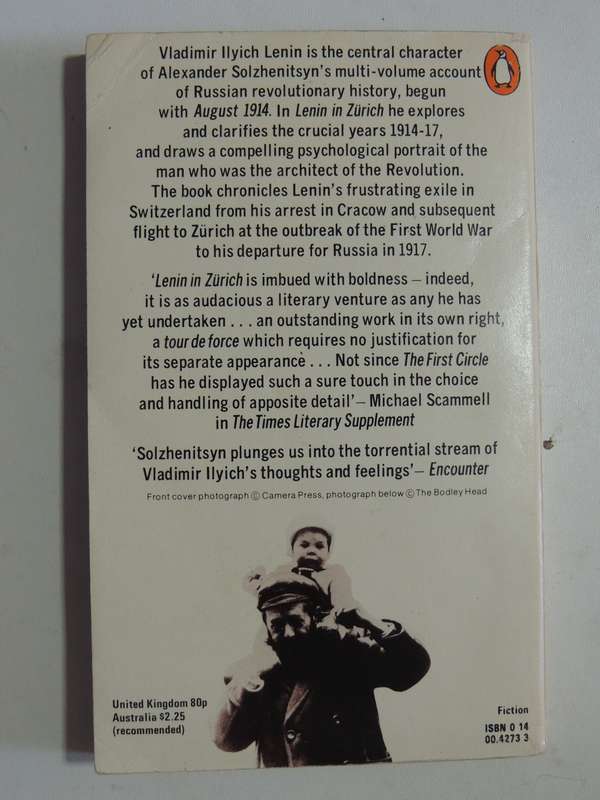 Vladimir Ilyich Lenin is the central character
of Alexander Solzhenitsyn's multi-volume account
of Russian revolutionary history, begun
with August 1914. In Lenin in Zürich he explores
and clarifies the crucial years 1914-17,
and draws a compelling psychological portrait of the
man who was the architect of the Revolution.
The book chronicles Lenin's frustrating exile in
Switzerland from his arrest in Cracow and subsequent
flight to Zürich at the outbreak of the First World War
to his departure for Russia in 1917.
'Lenin in Zürich is imbued with boldness – indeed,
it is as audacious a literary venture as any he has
yet undertaken . . . an outstanding work in its own right,
a tour de force which requires no justification for
its separate appearance . . . Not since The First Circle
has he displayed such a sure touch in the choice
and handling of apposite detail' – Michael Scammell
in The Times Literary Supplement
'Solzhenitsyn plunges us into the torrential stream of
Vladimir Ilyich's thoughts and feelings' – Encounter
Front cover photograph © Camera Press, photograph below © The Bodley Head
United Kingdom 80p
Australia $2.25
(recommended)
Fiction
ISBN 0 14
00.4273 3